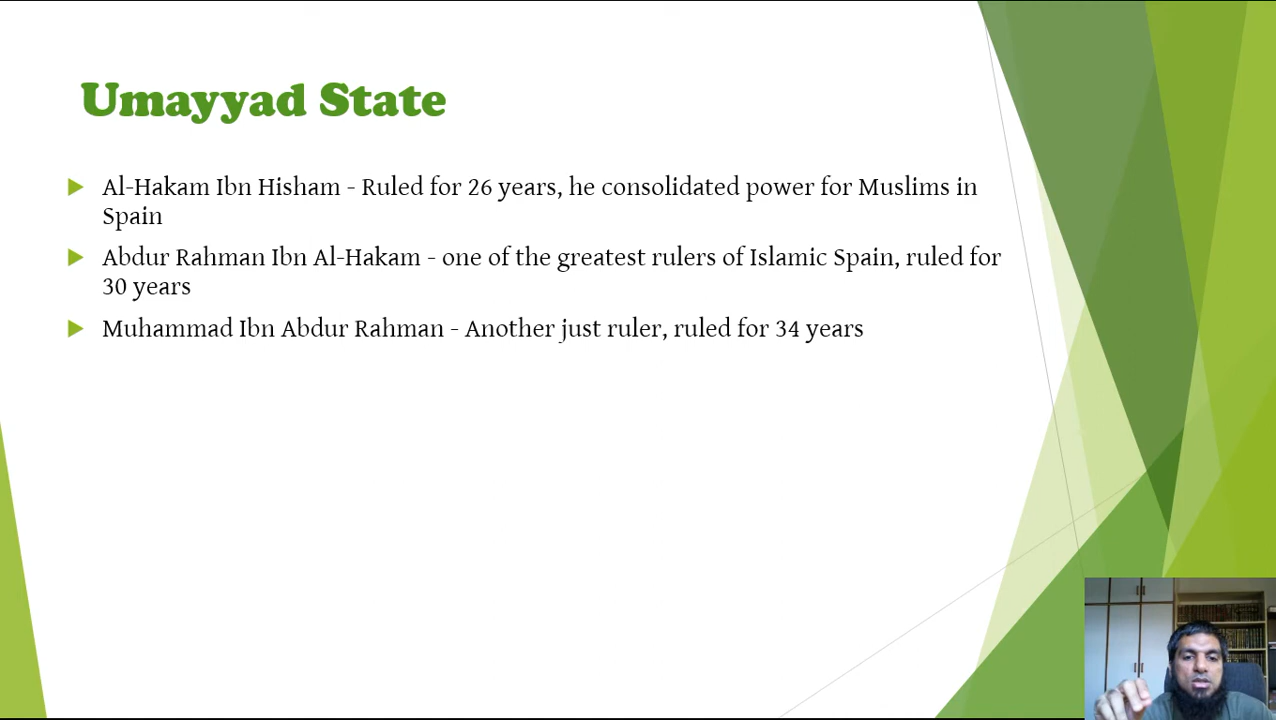 Umayyad State
Al-Hakam Ibn Hisham - Ruled for 26 years, he consolidated power for Muslims in
Spain
Abdur Rahman Ibn Al-Hakam - one of the greatest rulers of Islamic Spain, ruled for
30 years
Muhammad Ibn Abdur Rahman - Another just ruler, ruled for 34 years